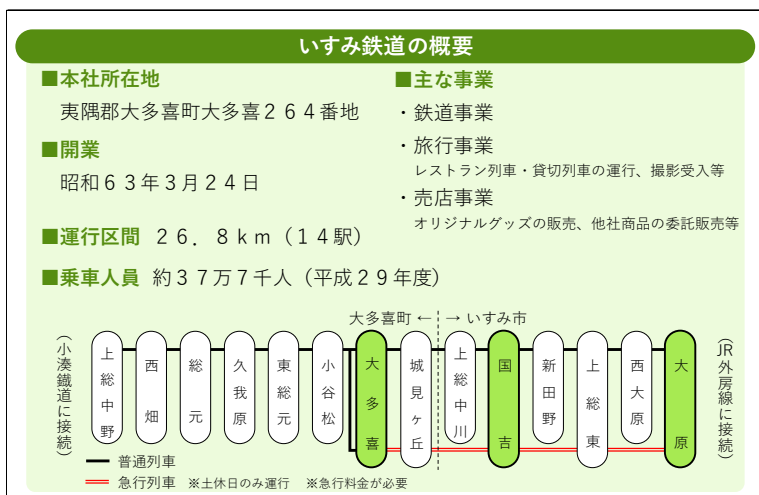 いすみ鉄道の概要
■本社所在地
夷隅郡大多喜町大多喜２６４番地
■開業
昭和６３年３月２４日
■運行区間 ２６．８ｋｍ（１４駅）
■乗車人員 約３７万７千人（平成２９年度）
■主な事業
・鉄道事業
・旅行事業
レストラン列車・貸切列車の運行、撮影受入等
・売店事業
オリジナルグッズの販売、他社商品の委託販売等
大多喜町 ← → いすみ市
（小湊鐵道に接続）
上総中野
西畑
総元
久我原
東総元
小谷松
大多喜
城見ヶ丘
上総中川
国吉
新田野
上総東
西大原
大原
（JR外房線に接続）
普通列車
急行列車 ※土休日のみ運行 ※急行料金が必要